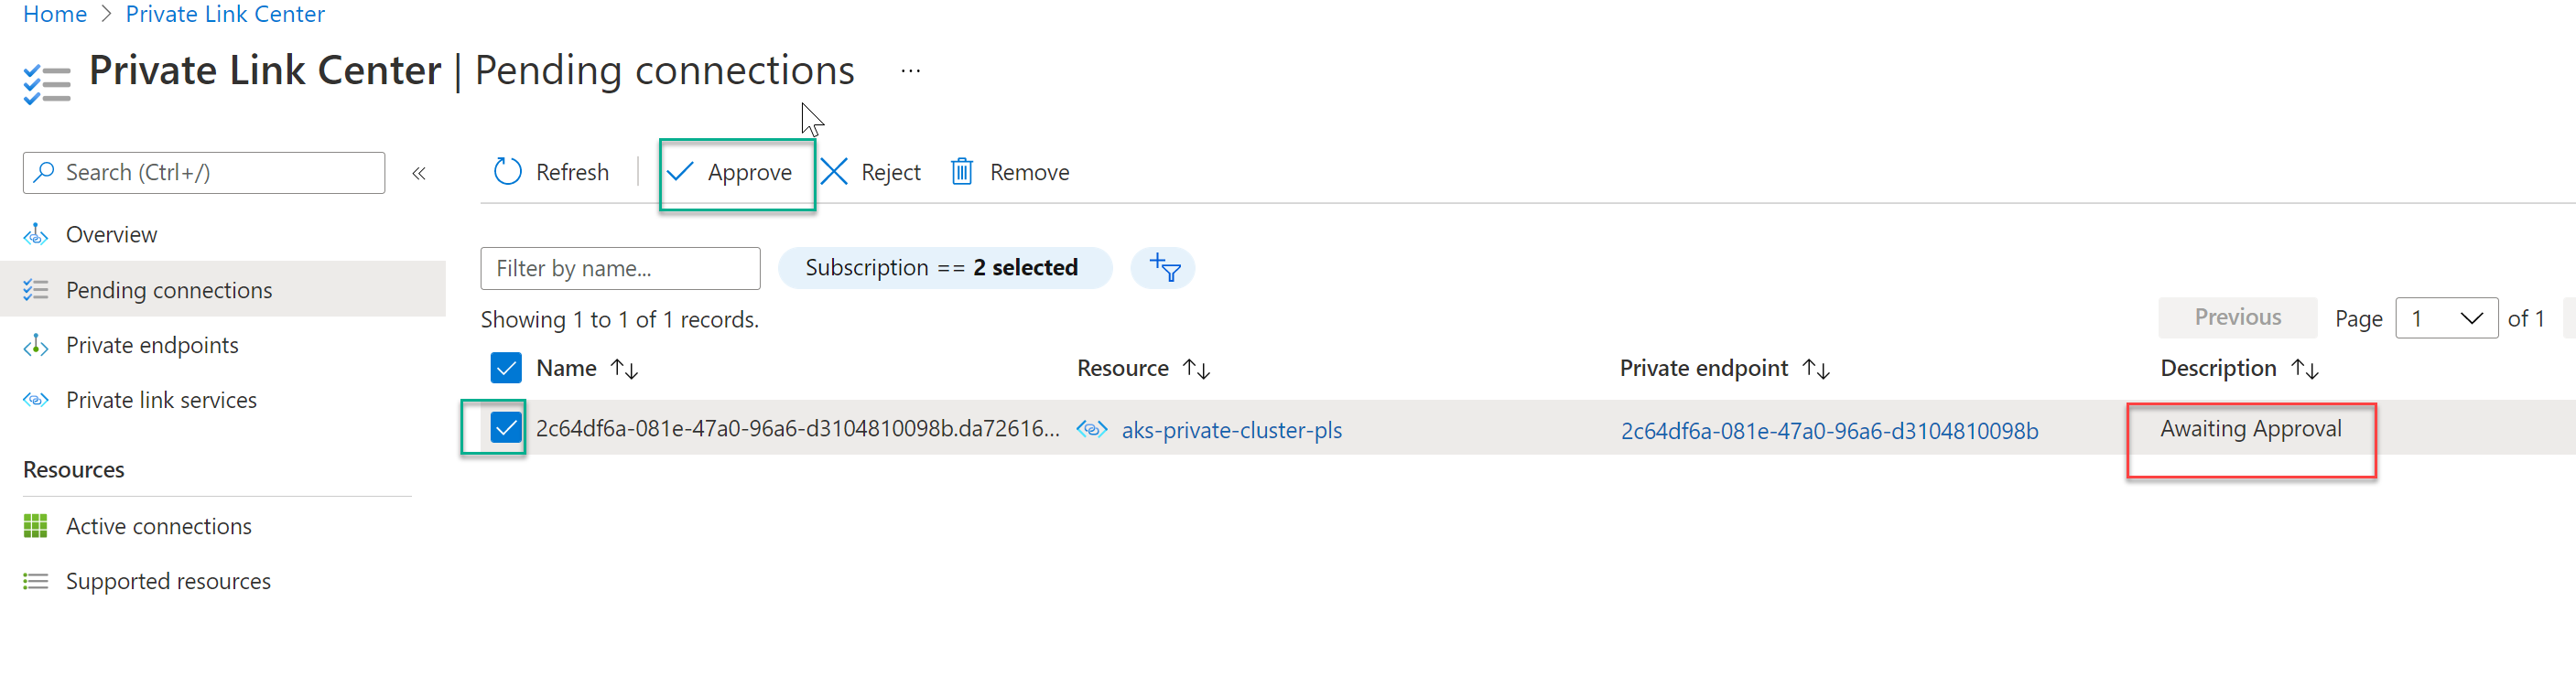 Home > Private Link Center
Private Link Center | Pending connections ...
Search (Ctrl+/) «
Refresh | Approve Reject Remove
Overview
Pending connections
Private endpoints
Private link services
Resources
Active connections
Supported resources
Filter by name... Subscription == 2 selected
Showing 1 to 1 of 1 records.
Previous Page 1 of 1
Name ↑↓ Resource ↑↓ Private endpoint ↑↓ Description ↑↓
2c64df6a-081e-47a0-96a6-d3104810098b.da72616... aks-private-cluster-pls 2c64df6a-081e-47a0-96a6-d3104810098b Awaiting Approval